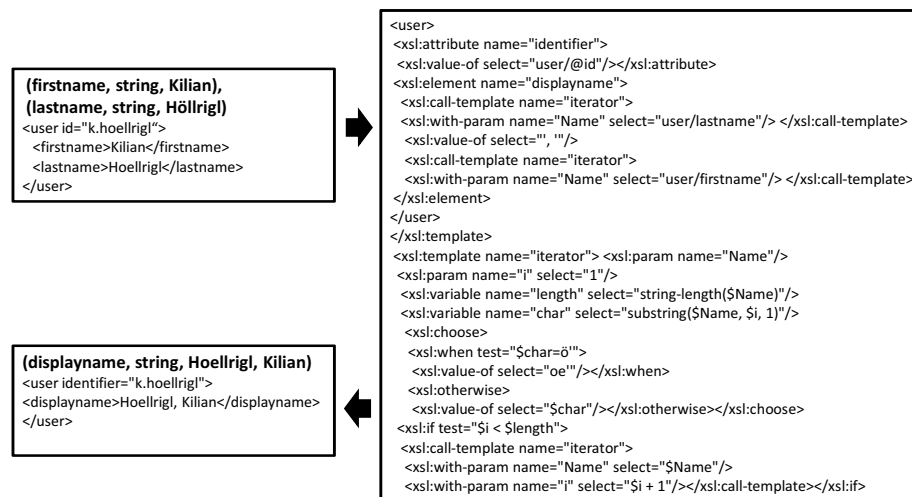 (firstname, string, Kilian),
(lastname, string, Höllrigl)
<user id="k.hoellrigl“>
<firstname>Kilian</firstname>
<lastname>Hoellrigl</lastname>
</user>
<user>
<xsl:attribute name="identifier">
<xsl:value-of select="user/@id"/></xsl:attribute>
<xsl:element name="displayname">
<xsl:call-template name="iterator">
<xsl:with-param name="Name" select="user/lastname"/> </xsl:call-template>
<xsl:value-of select="', '"/>
<xsl:call-template name="iterator">
<xsl:with-param name="Name" select="user/firstname"/> </xsl:call-template>
</xsl:element>
</user>
</xsl:template>
<xsl:template name="iterator"> <xsl:param name="Name"/>
<xsl:param name="i" select="1"/>
<xsl:variable name="length" select="string-length($Name)"/>
<xsl:variable name="char" select="substring($Name, $i, 1)"/>
<xsl:choose>
<xsl:when test="$char=ö'">
<xsl:value-of select="oe'"/></xsl:when>
<xsl:otherwise>
<xsl:value-of select="$char"/></xsl:otherwise></xsl:choose>
<xsl:if test="$i < $length">
<xsl:call-template name="iterator">
<xsl:with-param name="Name" select="$Name"/>
<xsl:with-param name="i" select="$i + 1"/></xsl:call-template></xsl:if>
(displayname, string, Hoellrigl, Kilian)
<user identifier="k.hoellrigl">
<displayname>Hoellrigl, Kilian</displayname>
</user>